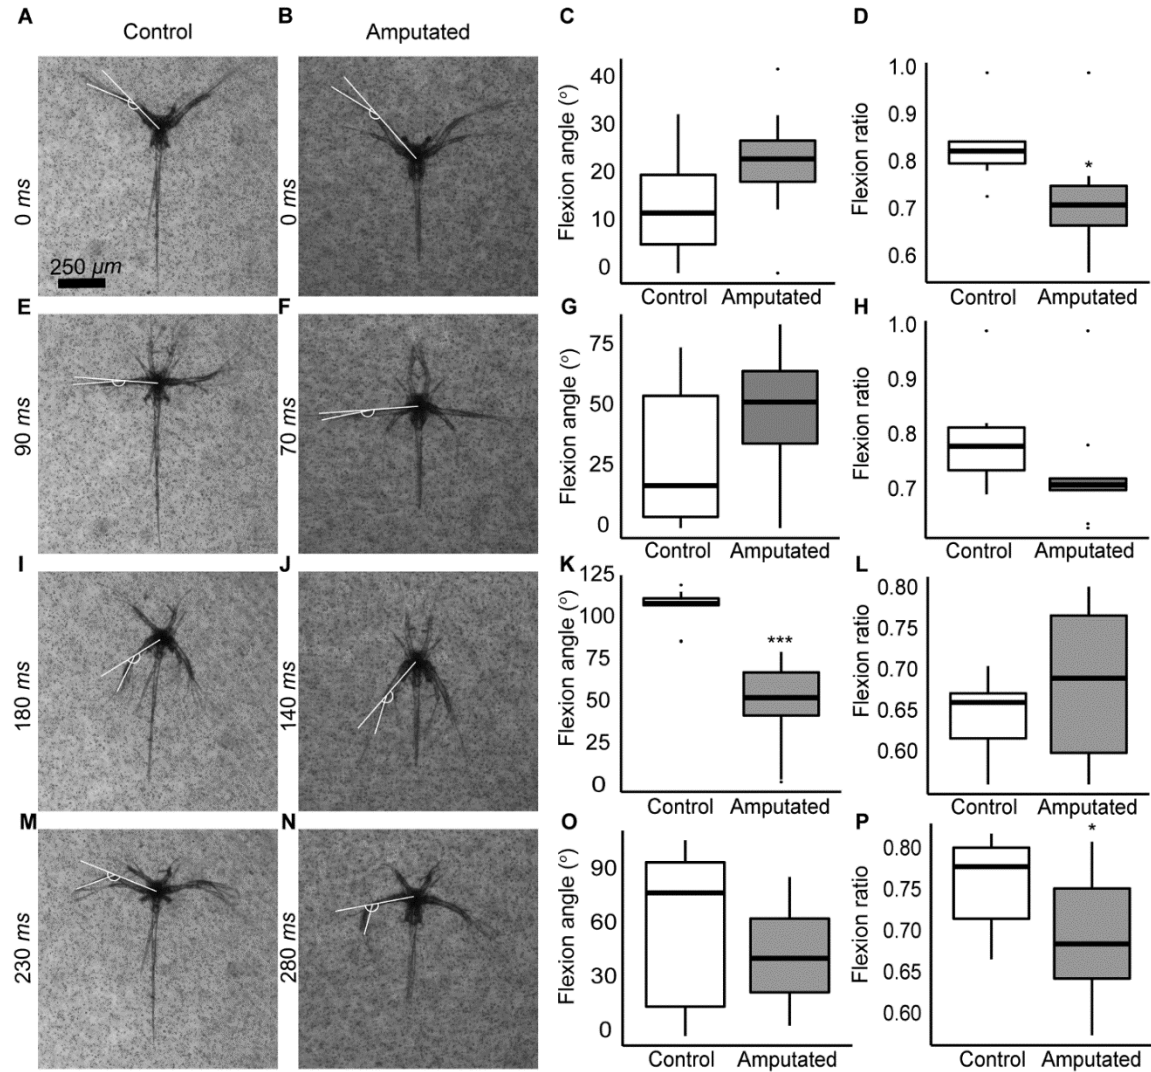 A
Control
B
Amputated
C
D
0 ms
250 µm
0 ms
Flexion angle (°)
40
30
20
10
0
Control Amputated
Flexion ratio
1.0
0.9
0.8
0.7
0.6
*
Control Amputated
E
F
G
H
90 ms
70 ms
Flexion angle (°)
75
50
25
0
Control Amputated
Flexion ratio
1.0
0.9
0.8
0.7
Control Amputated
I
J
K
L
180 ms
140 ms
Flexion angle (°)
125
100
75
50
25
0
***
Control Amputated
Flexion ratio
0.80
0.75
0.70
0.65
0.60
Control Amputated
M
N
O
P
230 ms
280 ms
Flexion angle (°)
90
60
30
0
Control Amputated
Flexion ratio
0.80
0.75
0.70
0.65
0.60
*
Control Amputated